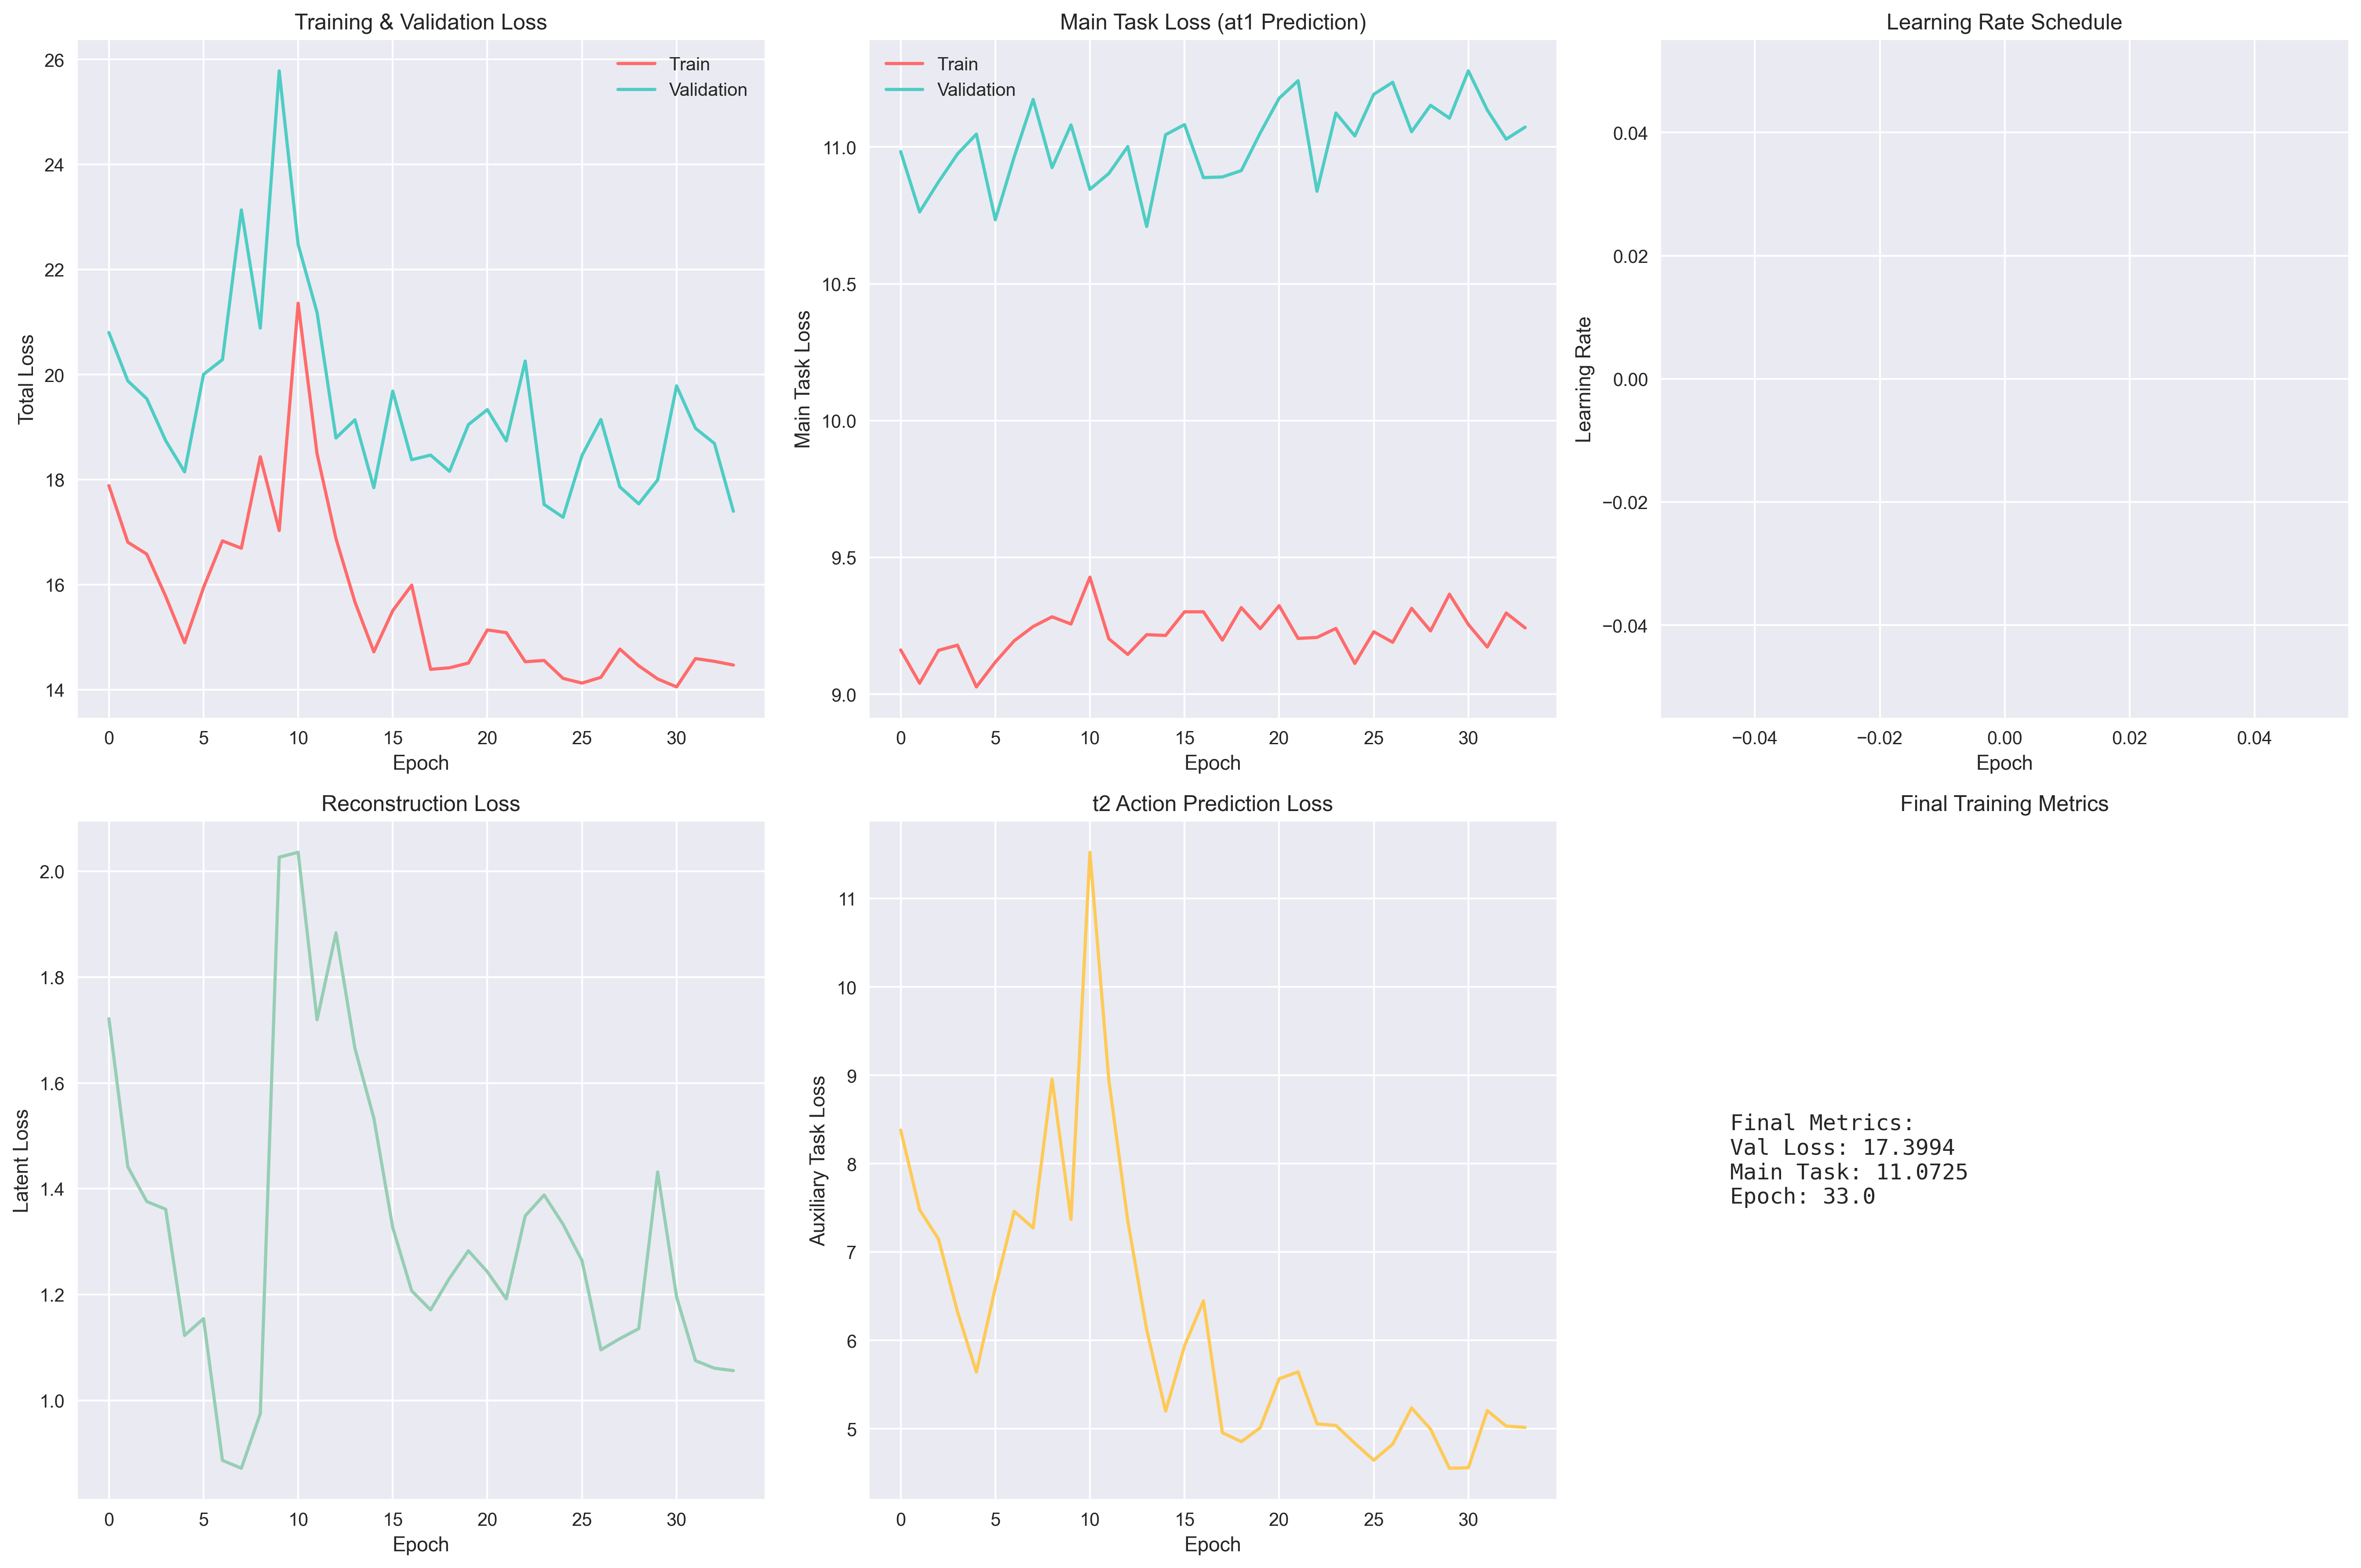 Training & Validation Loss
Total Loss
26
24
22
20
18
16
14
Train
Validation
0 5 10 15 20 25 30
Epoch
Main Task Loss (at1 Prediction)
Main Task Loss
11.0
10.5
10.0
9.5
9.0
Train
Validation
0 5 10 15 20 25 30
Epoch
Learning Rate Schedule
Learning Rate
0.04
0.02
0.00
−0.02
−0.04
−0.04 −0.02 0.00 0.02 0.04
Epoch
Reconstruction Loss
Latent Loss
2.0
1.8
1.6
1.4
1.2
1.0
0 5 10 15 20 25 30
Epoch
t2 Action Prediction Loss
Auxiliary Task Loss
11
10
9
8
7
6
5
0 5 10 15 20 25 30
Epoch
Final Training Metrics
Final Metrics:
Val Loss: 17.3994
Main Task: 11.0725
Epoch: 33.0